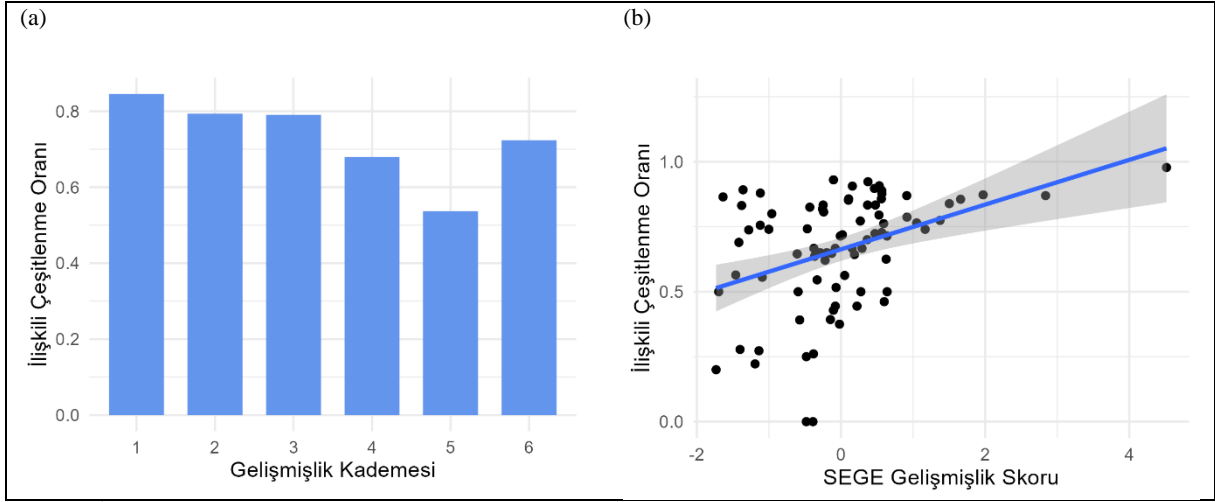 (a)
İlişkili Çeşitlenme Oranı
0.8
0.6
0.4
0.2
0.0
1 2 3 4 5 6
Gelişmişlik Kademesi
(b)
İlişkili Çeşitlenme Oranı
1.0
0.5
0.0
-2 0 2 4
SEGE Gelişmişlik Skoru